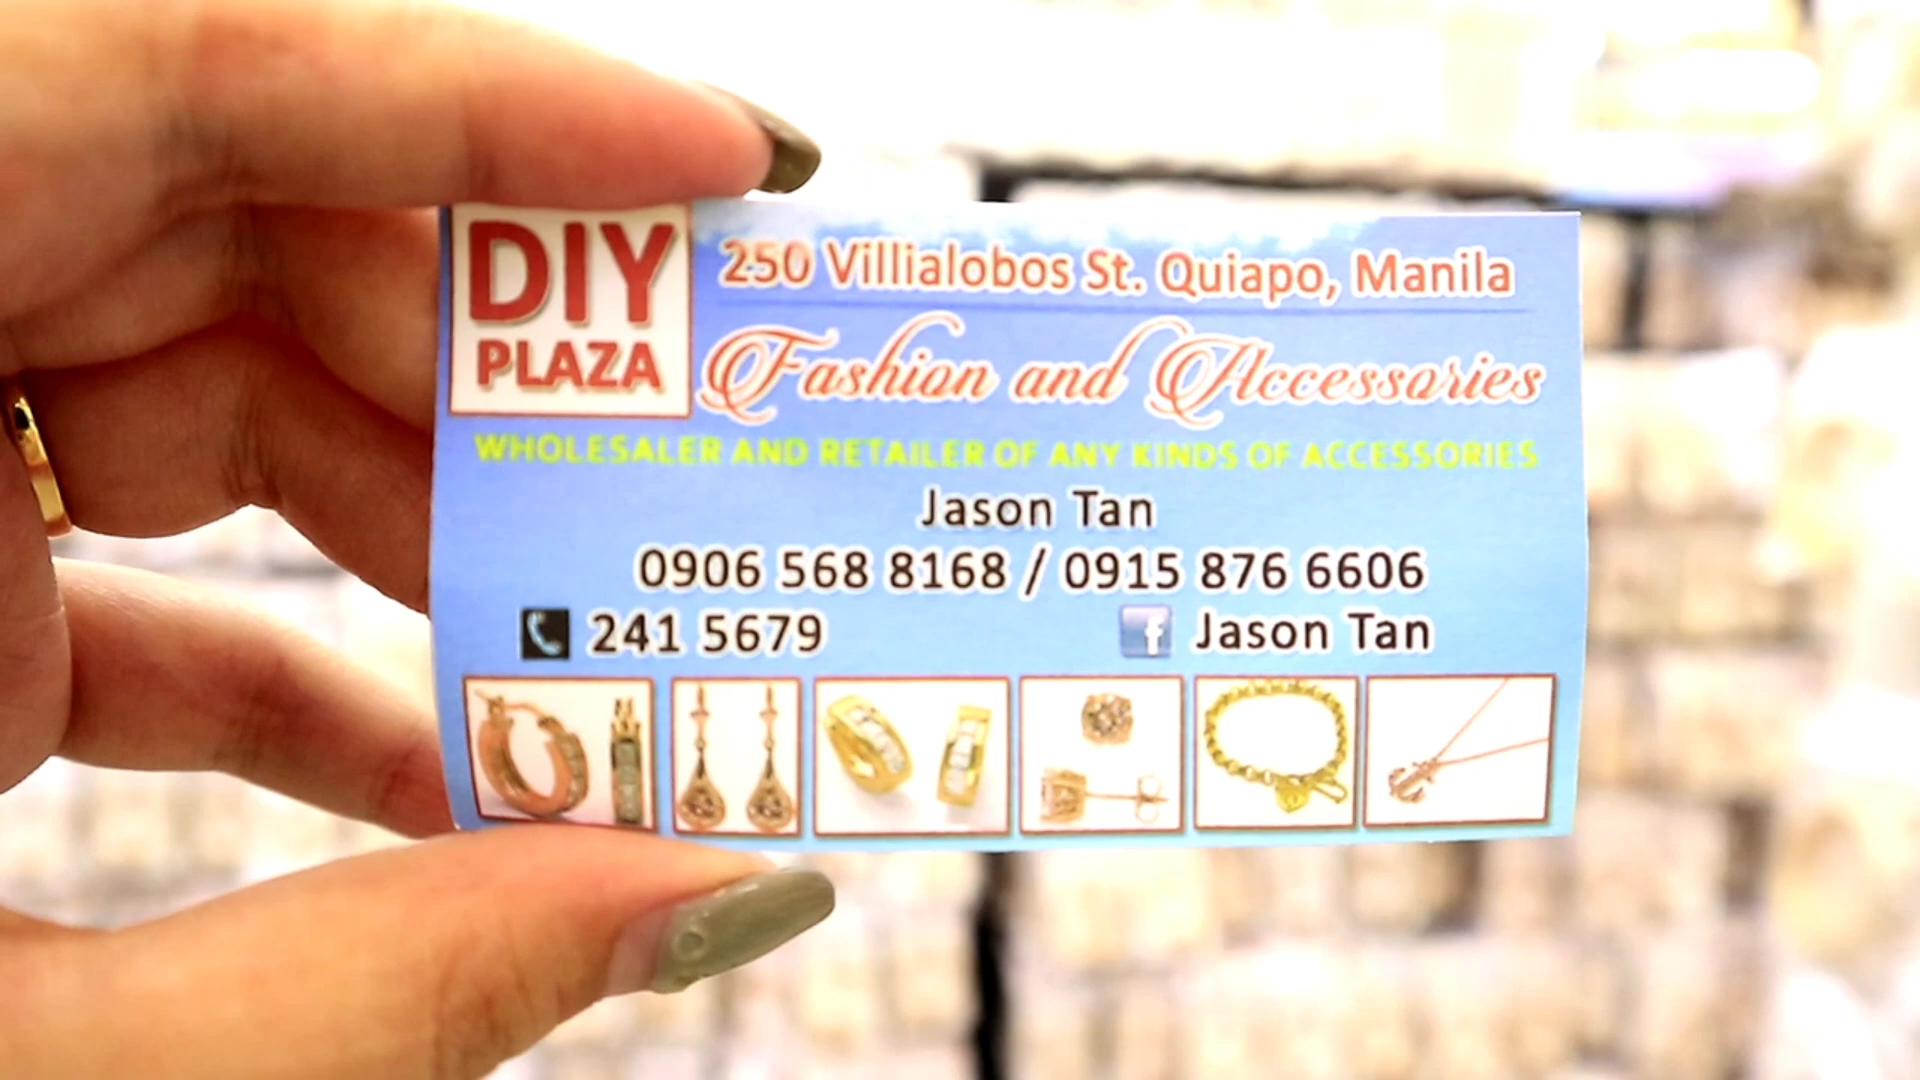 DIY
PLAZA
250 Villialobos St. Quiapo, Manila
Fashion and Accessories
WHOLESALER AND RETAILER OF ANY KINDS OF ACCESSORIES
Jason Tan
0906 568 8168 / 0915 876 6606
241 5679
f Jason Tan